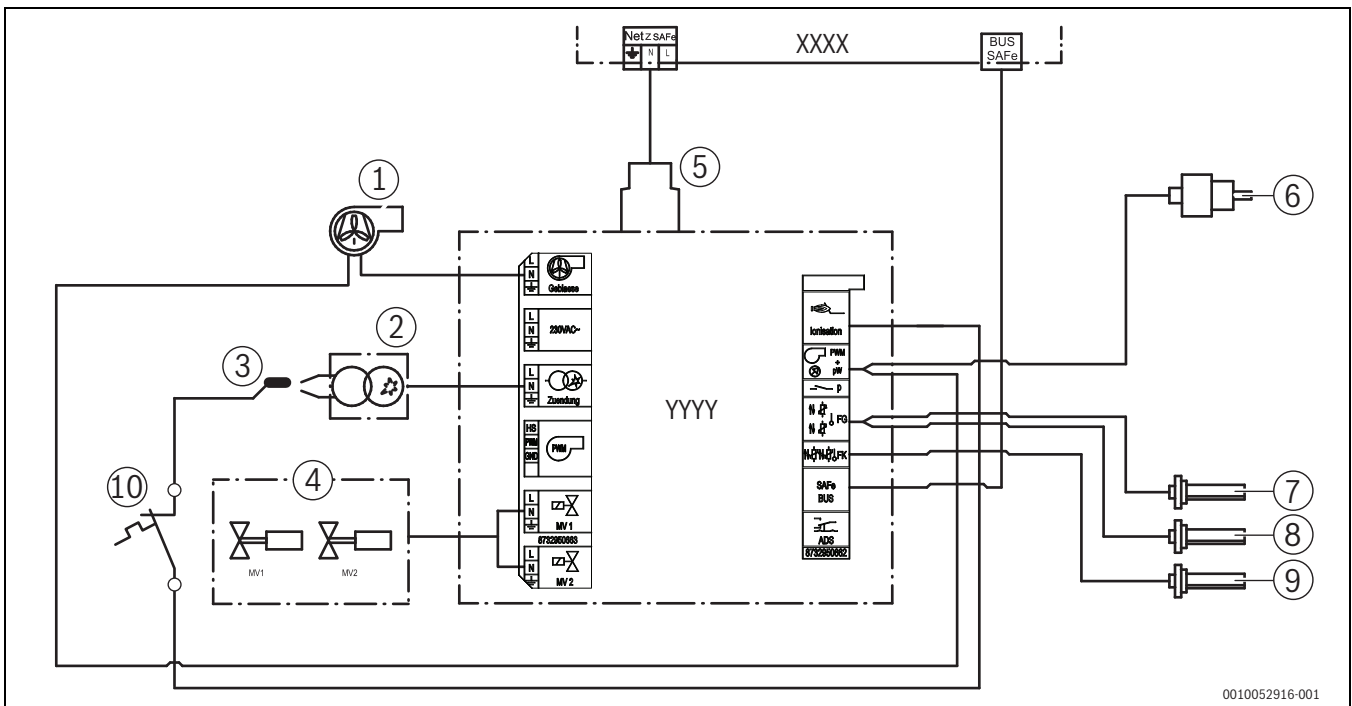 Netz SAFe
N L
XXXX
BUS
SAFe
1
5
6
L
N
Geblaese
L
N
230VAC~
Ionisation
2
3
L
N
Zuendung
PWM
+
pW
p
YYYY
HS
PWM
GND
PWM
FG
FK
10
4
MV1
MV2
L
N
MV 1
8732950663
L
N
MV 2
SAFe
BUS
ADS
8732950662
7
8
9
0010052916-001